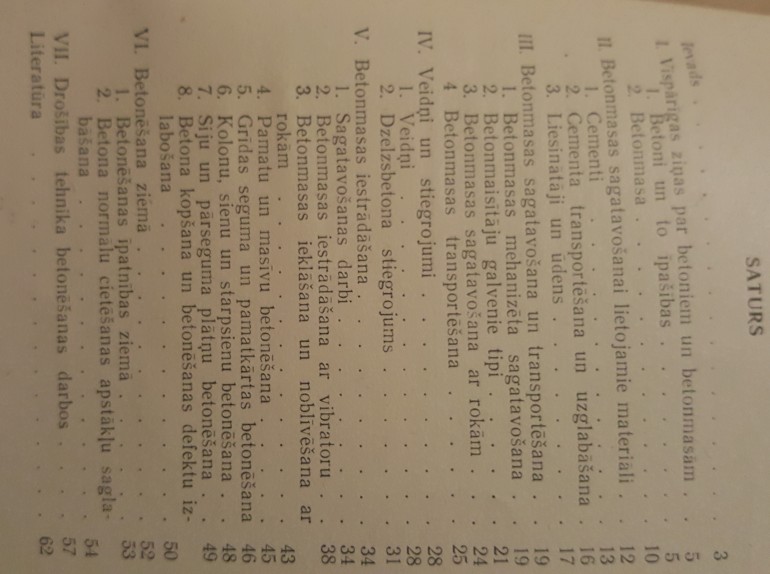 SATURS
Ievads . . . . . . . . . . 3
I. Vispārīgas ziņas par betoniem un betonmasām . . 5
1. Betoni un to īpašības . . . . . . 5
2. Betonmasa . . . . . . . . . 10
II. Betonmasas sagatavošanai lietojamie materiāli . . 12
1. Cementi . . . . . . . . . 13
2. Cementa transportēšana un uzglabāšana . 16
3. Liesinātāji un ūdens . . . . . . . 17
III. Betonmasas sagatavošana un transportēšana . . 19
1. Betonmasas mehanizēta sagatavošana . . 19
2. Betonmaisītāju galvenie tipi . . . . . 21
3. Betonmasas sagatavošana ar rokām . . . 24
4 Betonmasas transportēšana . . . . . 25
IV. Veidņi un stiegrojumi . . . . . . . 28
1. Veidņi . . . . . . . . . . 28
2. Dzelzsbetona stiegrojums . . . . . . 31
V. Betonmasas iestrādāšana . . . . . . . 34
1. Sagatavošanas darbi . . . . . . . 34
2. Betonmasas iestrādāšana ar vibratoru . . 38
3. Betonmasas ieklāšana un noblīvēšana ar
rokām . . . . . . . . . . 43
4. Pamatu un masīvu betonēšana . . . . 45
5. Grīdas seguma un pamatkārtas betonēšana . 46
6. Kolonu, sienu un starpsienu betonēšana . . 48
7. Siju un pārseguma plātņu betonēšana . . 49
8. Betona kopšana un betonēšanas defektu iz-
labošana . . . . . . . . . 50
VI. Betonēšana ziemā . . . . . . . . 52
1. Betonēšanas īpatnības ziemā . . . . . 53
2. Betona normālu cietēšanas apstākļu sagla-
bāšana . . . . . . . . . . 54
VII. Drošības tehnika betonēšanas darbos . . . . 57
Literatūra . . . . . . . . . . 62